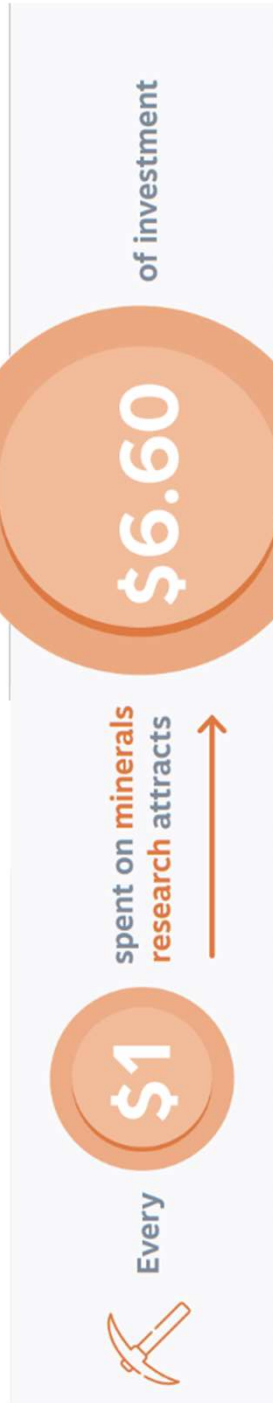 Every
$1
spent on minerals
research attracts
$6.60
of investment